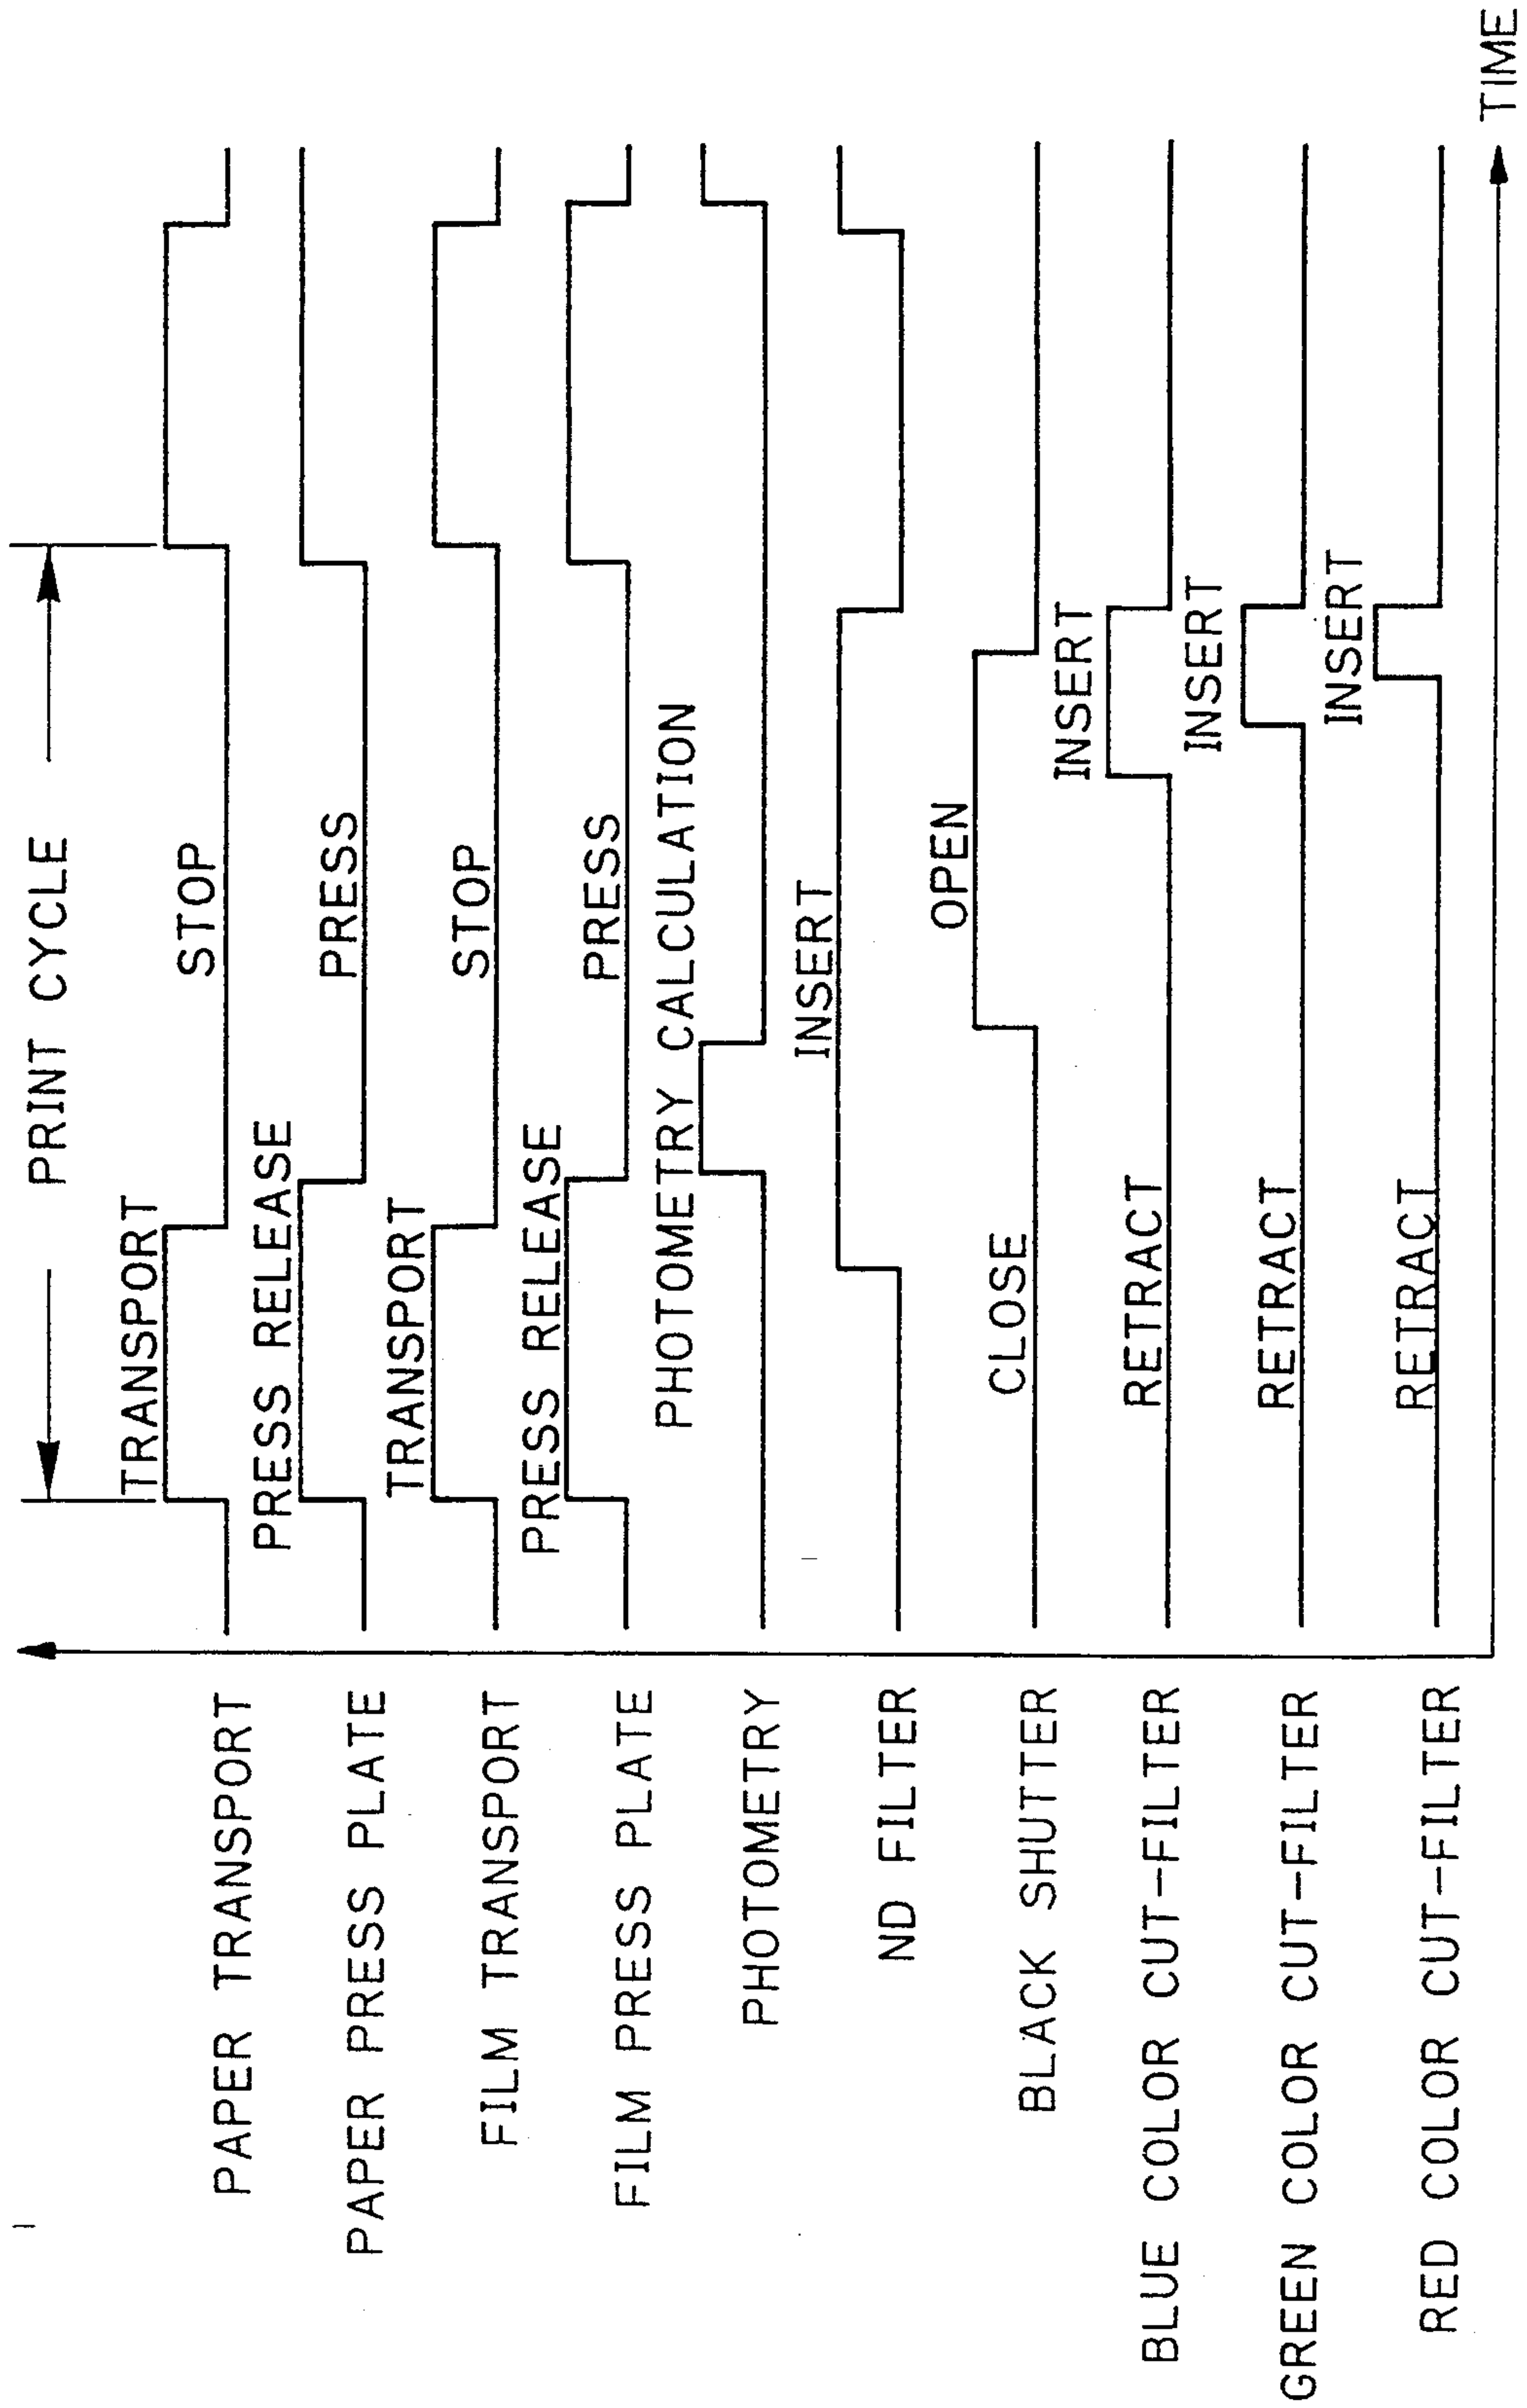 PRINT CYCLE
PAPER TRANSPORT
TRANSPORT
STOP
PAPER PRESS PLATE
PRESS RELEASE
PRESS
FILM TRANSPORT
TRANSPORT
STOP
FILM PRESS PLATE
PRESS RELEASE
PRESS
PHOTOMETRY
PHOTOMETRY CALCULATION
ND FILTER
INSERT
BLACK SHUTTER
CLOSE
OPEN
BLUE COLOR CUT-FILTER
RETRACT
INSERT
GREEN COLOR CUT-FILTER
RETRACT
INSERT
RED COLOR CUT-FILTER
RETRACT
INSERT
TIME